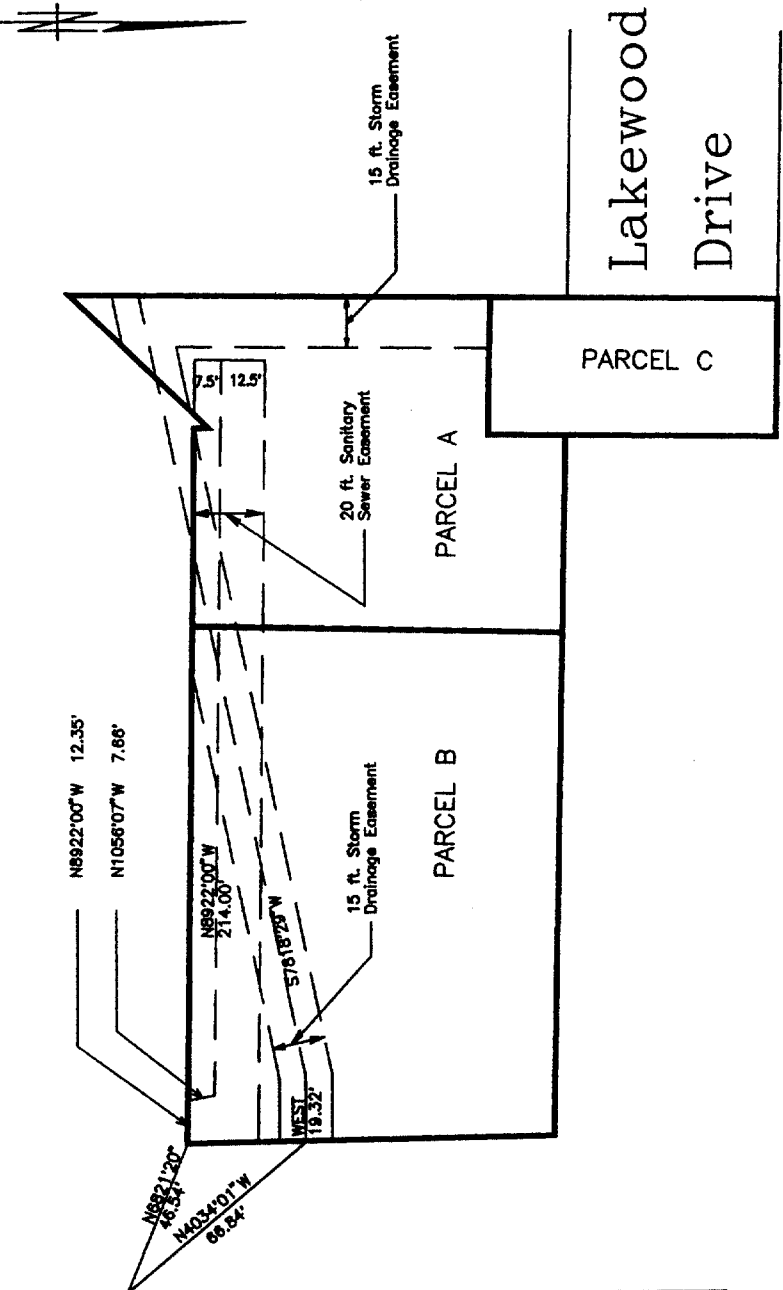 15 ft. Storm
Drainage Easement
Lakewood
Drive
7.5'
12.5'
PARCEL C
20 ft. Sanitary
Sewer Easement
PARCEL A
N8922'00"W 12.35'
N1056'07"W 7.66'
N8922'00"W
214.00'
S7818'29"W
15 ft. Storm
Drainage Easement
PARCEL B
WEST
19.32'
N6821'20"
46.54'
N4034'01"W
66.84'